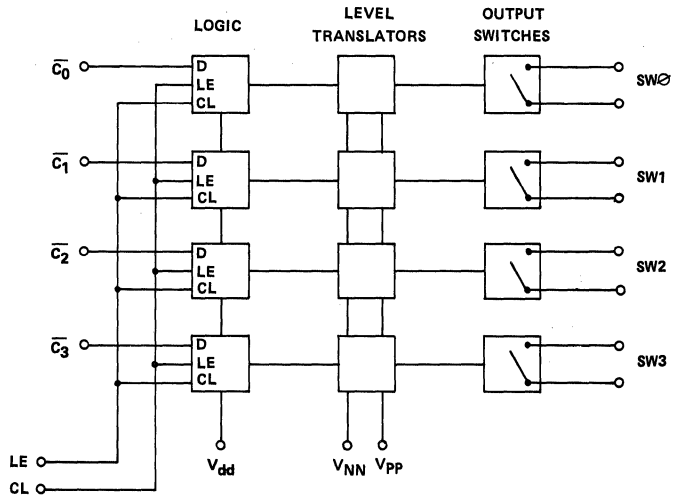 LOGIC
LEVEL
TRANSLATORS
OUTPUT
SWITCHES
C̅0
D
LE
CL
SWØ
C̅1
D
LE
CL
SW1
C̅2
D
LE
CL
SW2
C̅3
D
LE
CL
SW3
LE
CL
Vdd
VNN
VPP